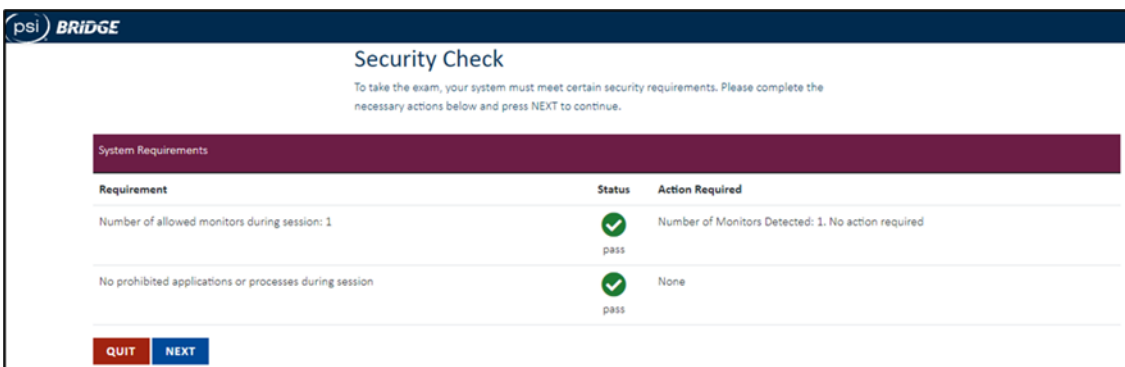 psi BRIDGE
Security Check
To take the exam, your system must meet certain security requirements. Please complete the
necessary actions below and press NEXT to continue.
System Requirements
Requirement Status Action Required
Number of allowed monitors during session: 1 Number of Monitors Detected: 1. No action required
pass
No prohibited applications or processes during session None
pass
QUIT NEXT